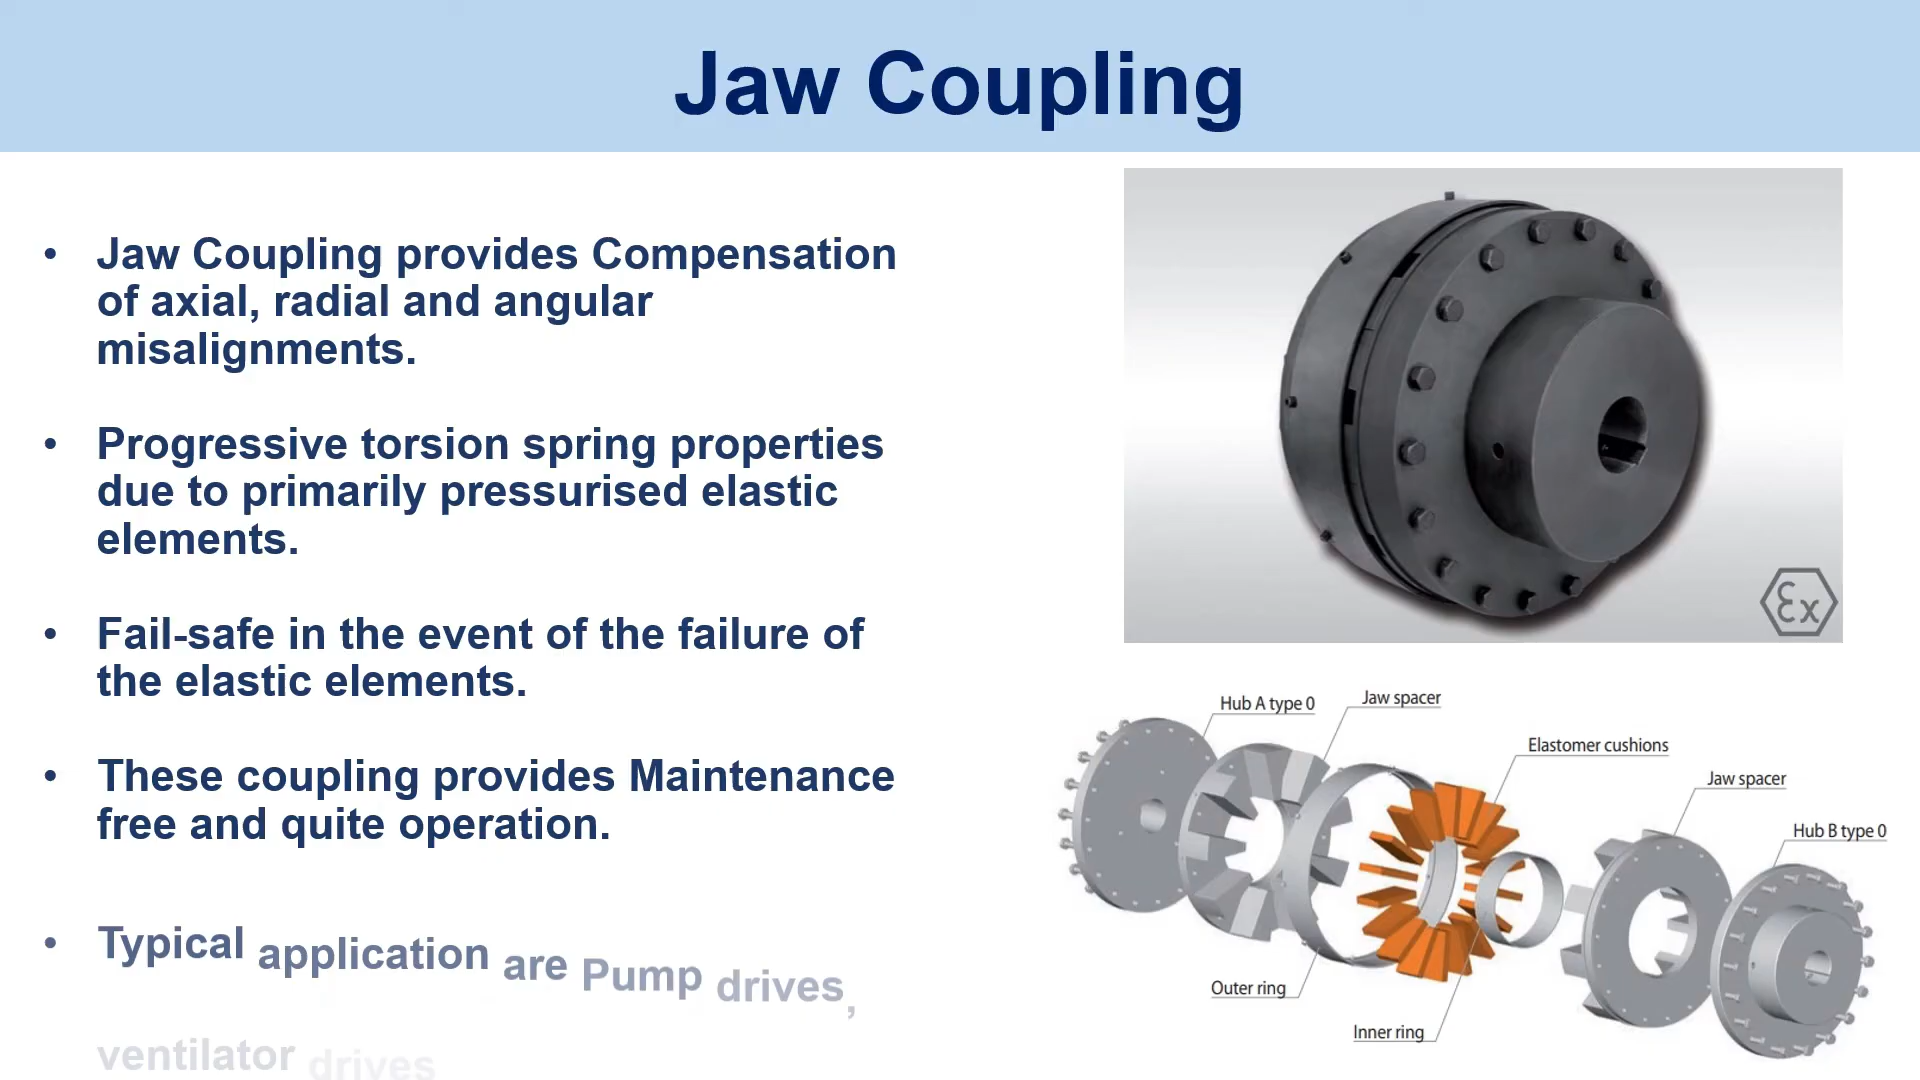 Jaw Coupling
• Jaw Coupling provides Compensation
of axial, radial and angular
misalignments.
• Progressive torsion spring properties
due to primarily pressurised elastic
elements.
• Fail-safe in the event of the failure of
the elastic elements.
• These coupling provides Maintenance
free and quite operation.
• Typical application are Pump drives,
ventilator drives
Ex
Hub A type 0
Jaw spacer
Elastomer cushions
Jaw spacer
Hub B type 0
Outer ring
Inner ring